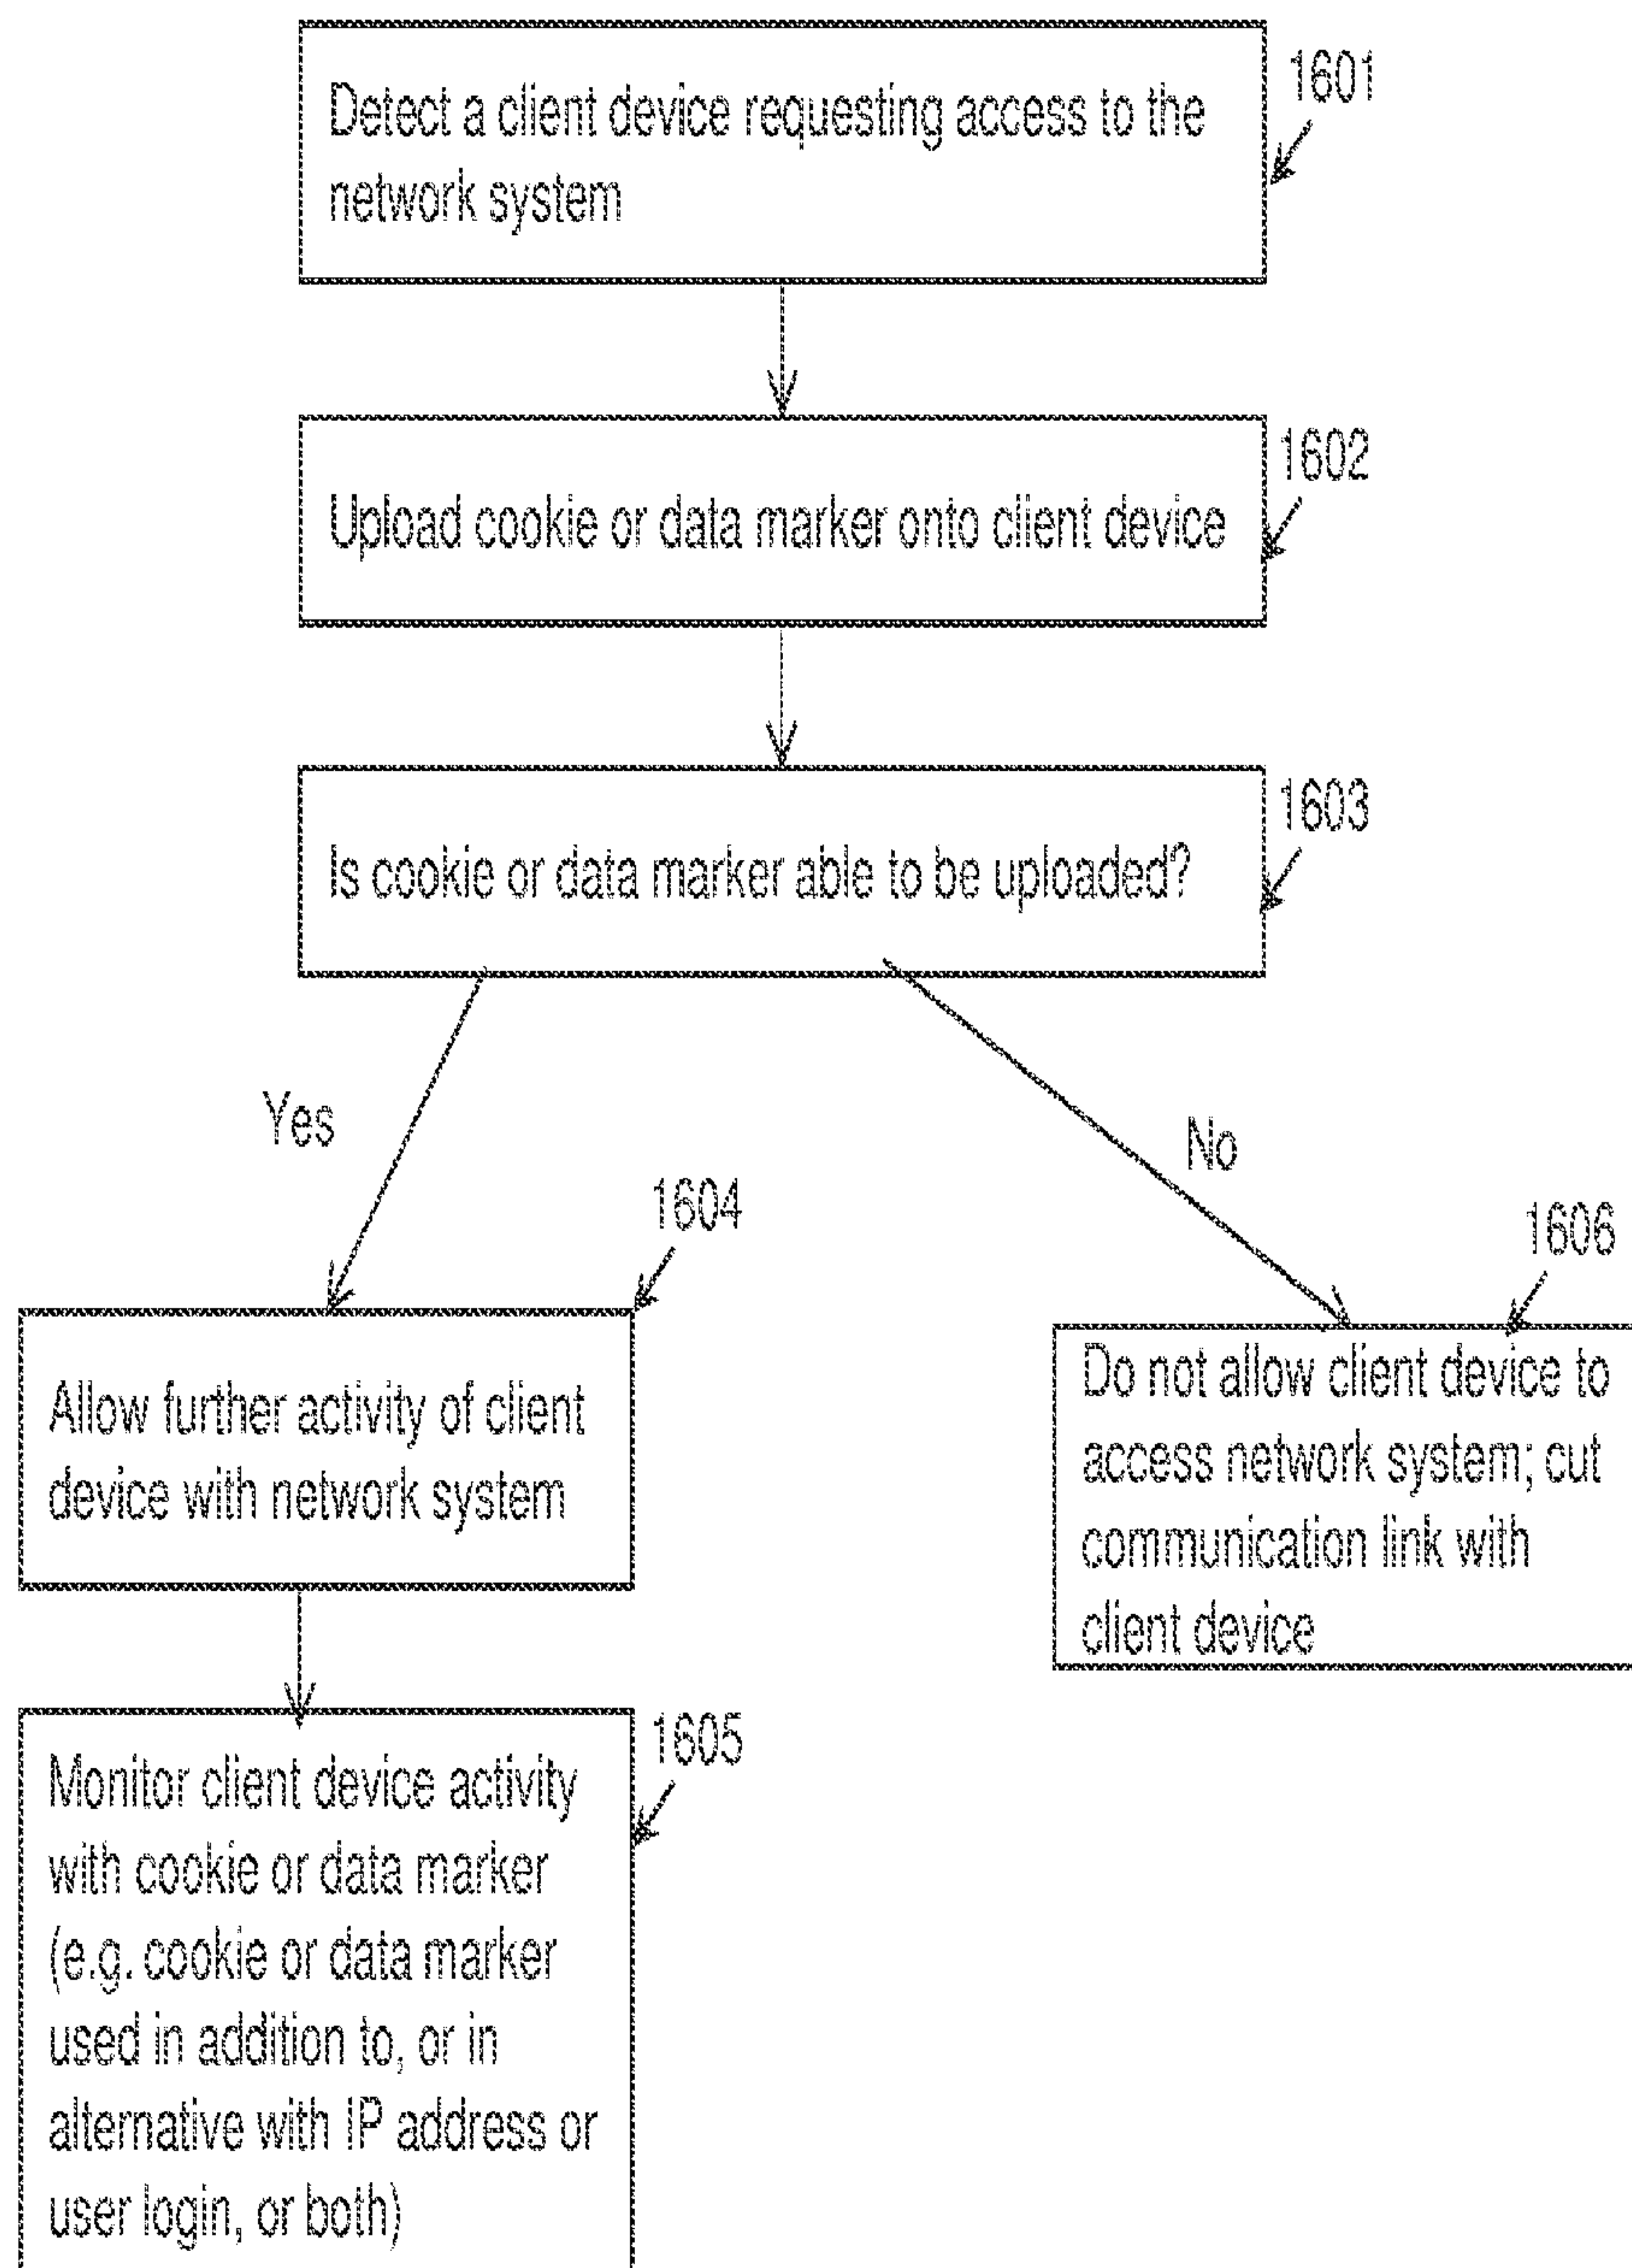 Detect a client device requesting access to the
network system
1601
Upload cookie or data marker onto client device
1602
Is cookie or data marker able to be uploaded?
1603
Yes
No
1604
Allow further activity of client
device with network system
1606
Do not allow client device to
access network system; cut
communication link with
client device
1605
Monitor client device activity
with cookie or data marker
(e.g. cookie or data marker
used in addition to, or in
alternative with IP address or
user login, or both)